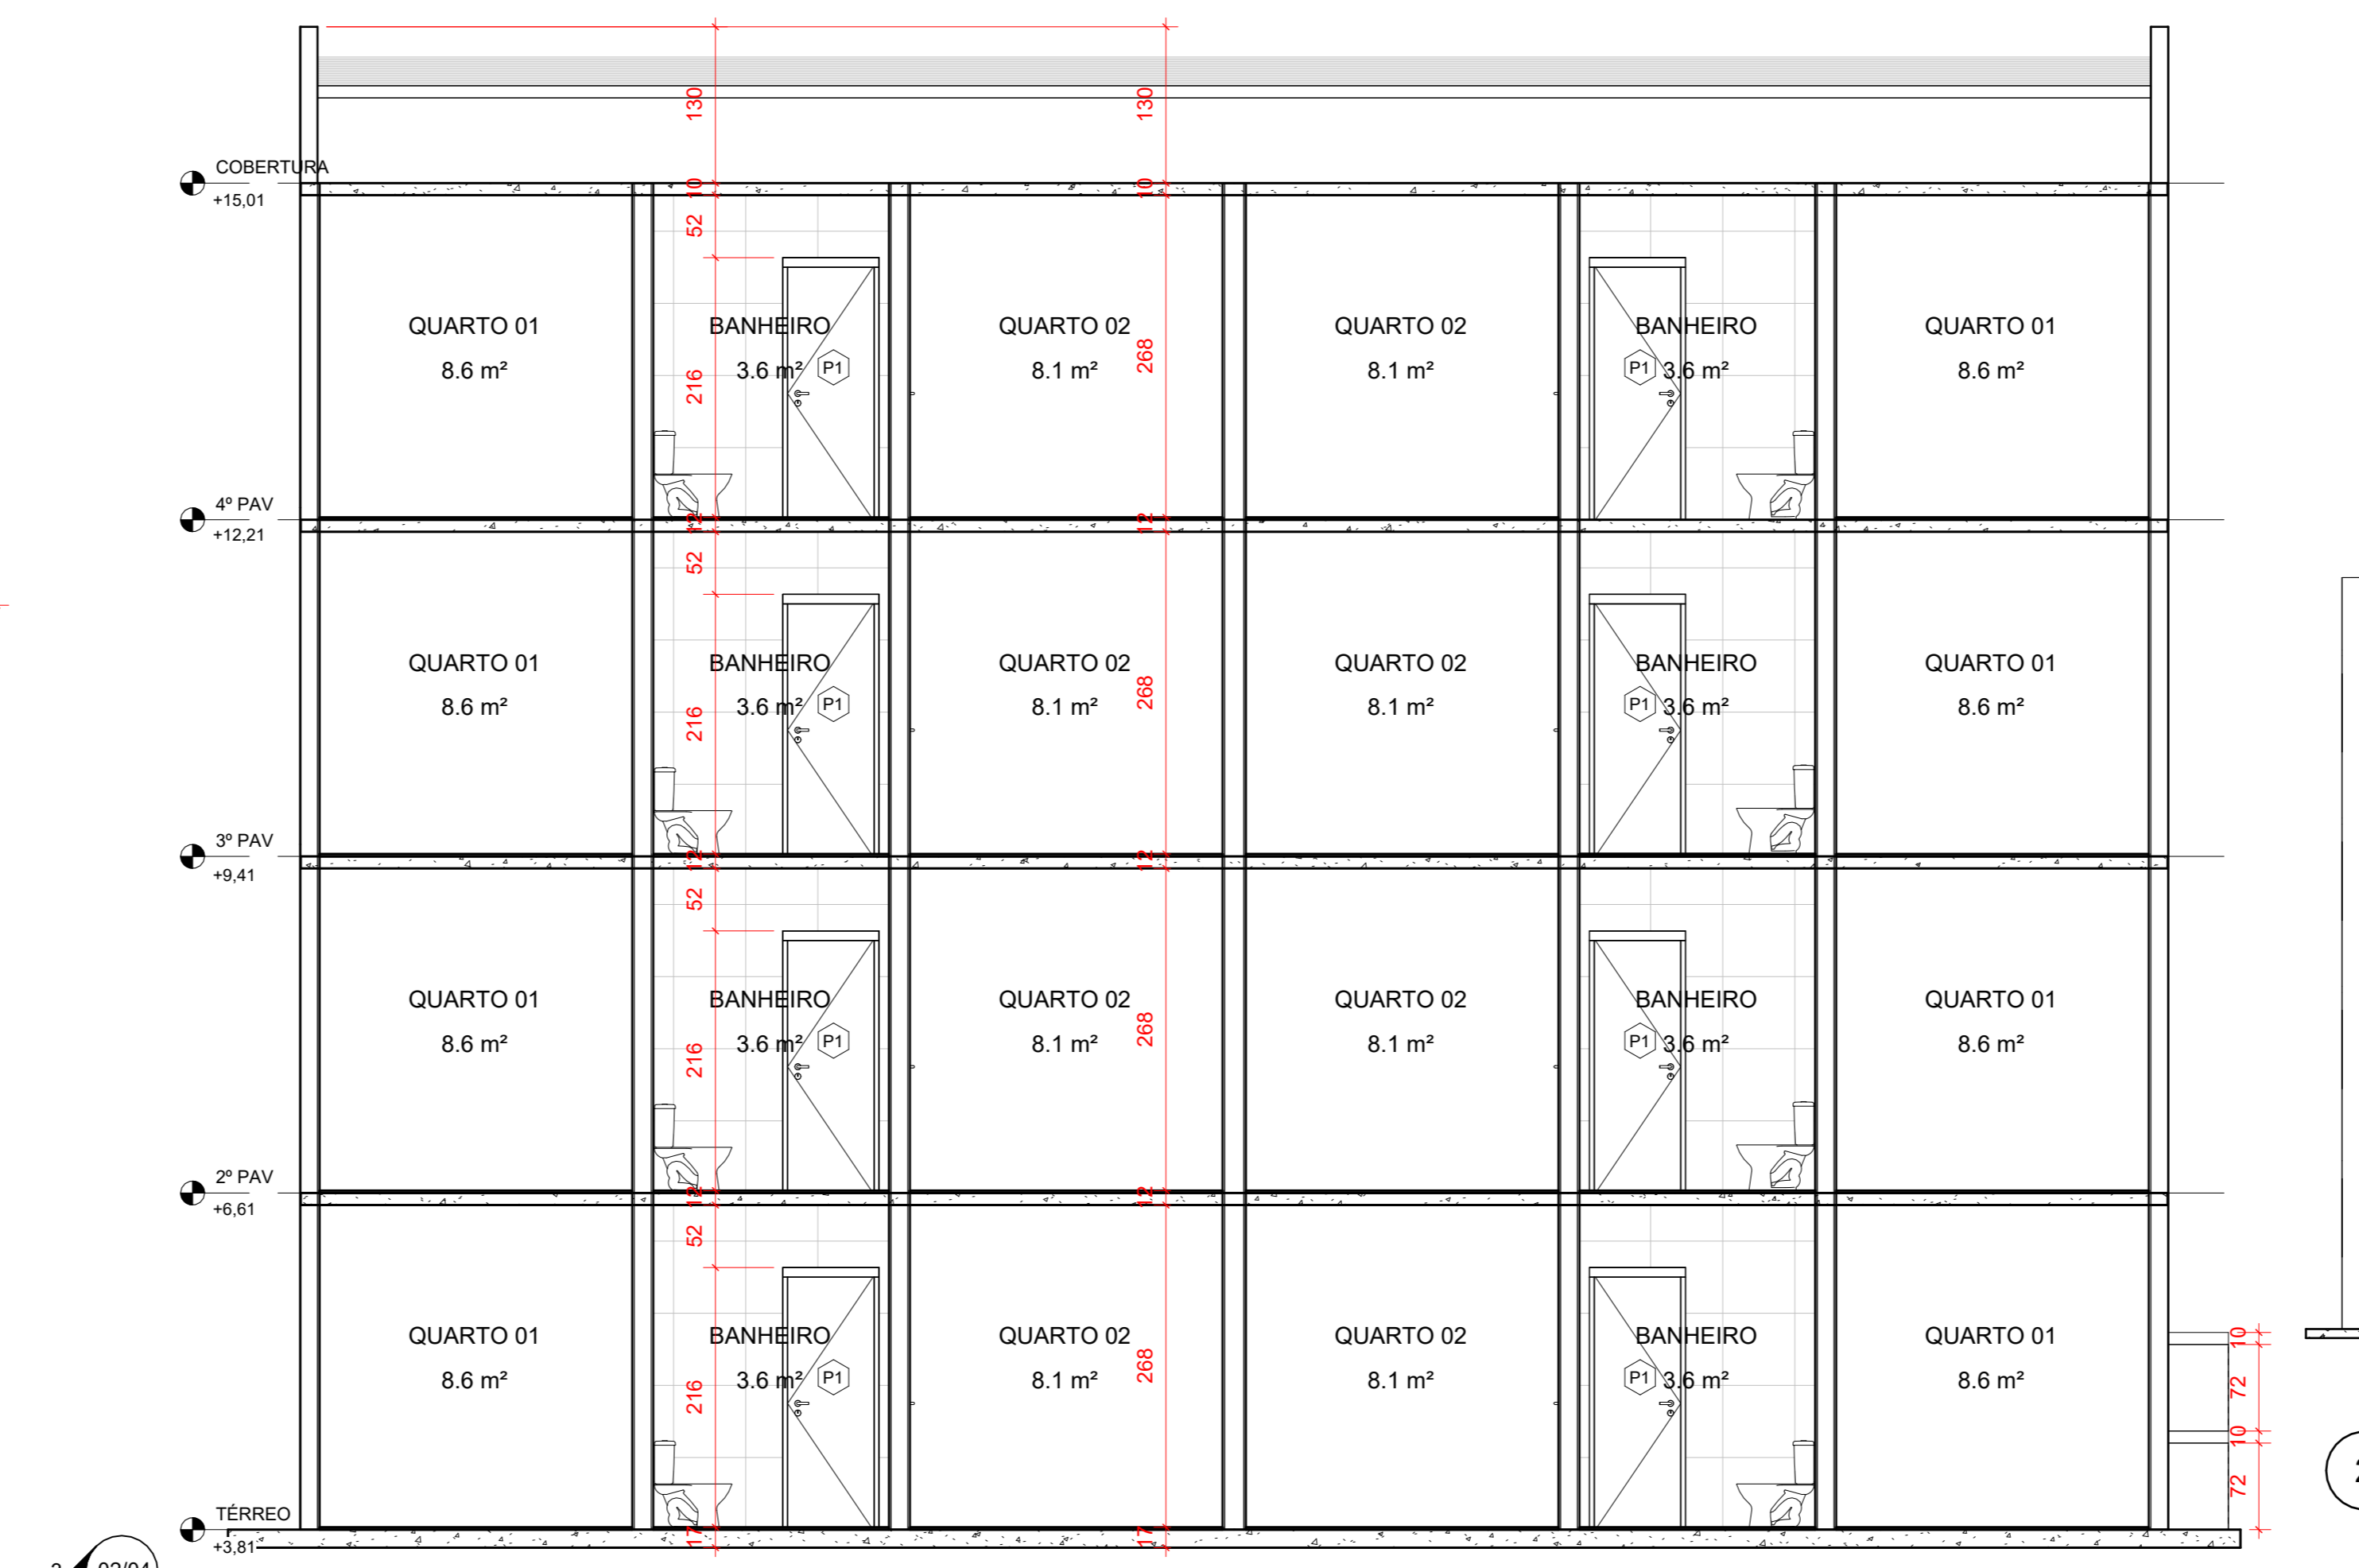 130 130
COBERTURA
+15,01
10 10
52
QUARTO 01 BANHEIRO QUARTO 02 QUARTO 02 BANHEIRO QUARTO 01
268
8.6 m² 3.6 m² P1 8.1 m² 8.1 m² P1 3.6 m² 8.6 m²
216
4º PAV
+12,21
12 12
52
QUARTO 01 BANHEIRO QUARTO 02 QUARTO 02 BANHEIRO QUARTO 01
268
8.6 m² 3.6 m² P1 8.1 m² 8.1 m² P1 3.6 m² 8.6 m²
216
3º PAV
+9,41
12 12
52
QUARTO 01 BANHEIRO QUARTO 02 QUARTO 02 BANHEIRO QUARTO 01
268
8.6 m² 3.6 m² P1 8.1 m² 8.1 m² P1 3.6 m² 8.6 m²
216
2º PAV
+6,61
12 12
52
QUARTO 01 BANHEIRO QUARTO 02 QUARTO 02 BANHEIRO QUARTO 01
10
268
8.6 m² 3.6 m² P1 8.1 m² 8.1 m² P1 3.6 m² 8.6 m²
72
216
10
72
TÉRREO
+3,81
17 17
02/04